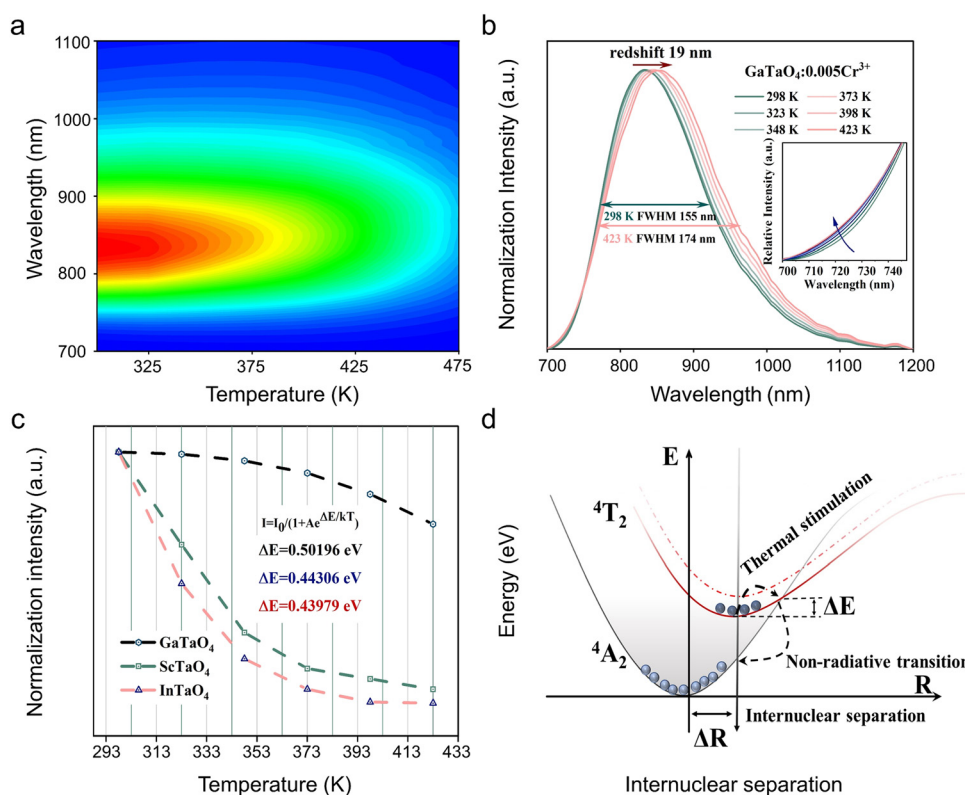 a
1100
1000
900
800
700
Wavelength (nm)
325
375
425
475
Temperature (K)
b
redshift 19 nm
GaTaO₄:0.005Cr³⁺
298 K
373 K
323 K
398 K
348 K
423 K
298 K FWHM 155 nm
423 K FWHM 174 nm
Relative Intensity (a.u.)
700 710 720 730 740
Wavelength (nm)
Normalization Intensity (a.u.)
700 800 900 1000 1100 1200
Wavelength (nm)
c
Normalization intensity (a.u.)
I=I₀/(1+Ae^ΔE/kT)
ΔE=0.50196 eV
ΔE=0.44306 eV
ΔE=0.43979 eV
GaTaO₄
ScTaO₄
InTaO₄
293 313 333 353 373 393 413 433
Temperature (K)
d
E
⁴T₂
Thermal stimulation
ΔE
⁴A₂
Non-radiative transition
R
Internuclear separation
ΔR
Energy (eV)
Internuclear separation